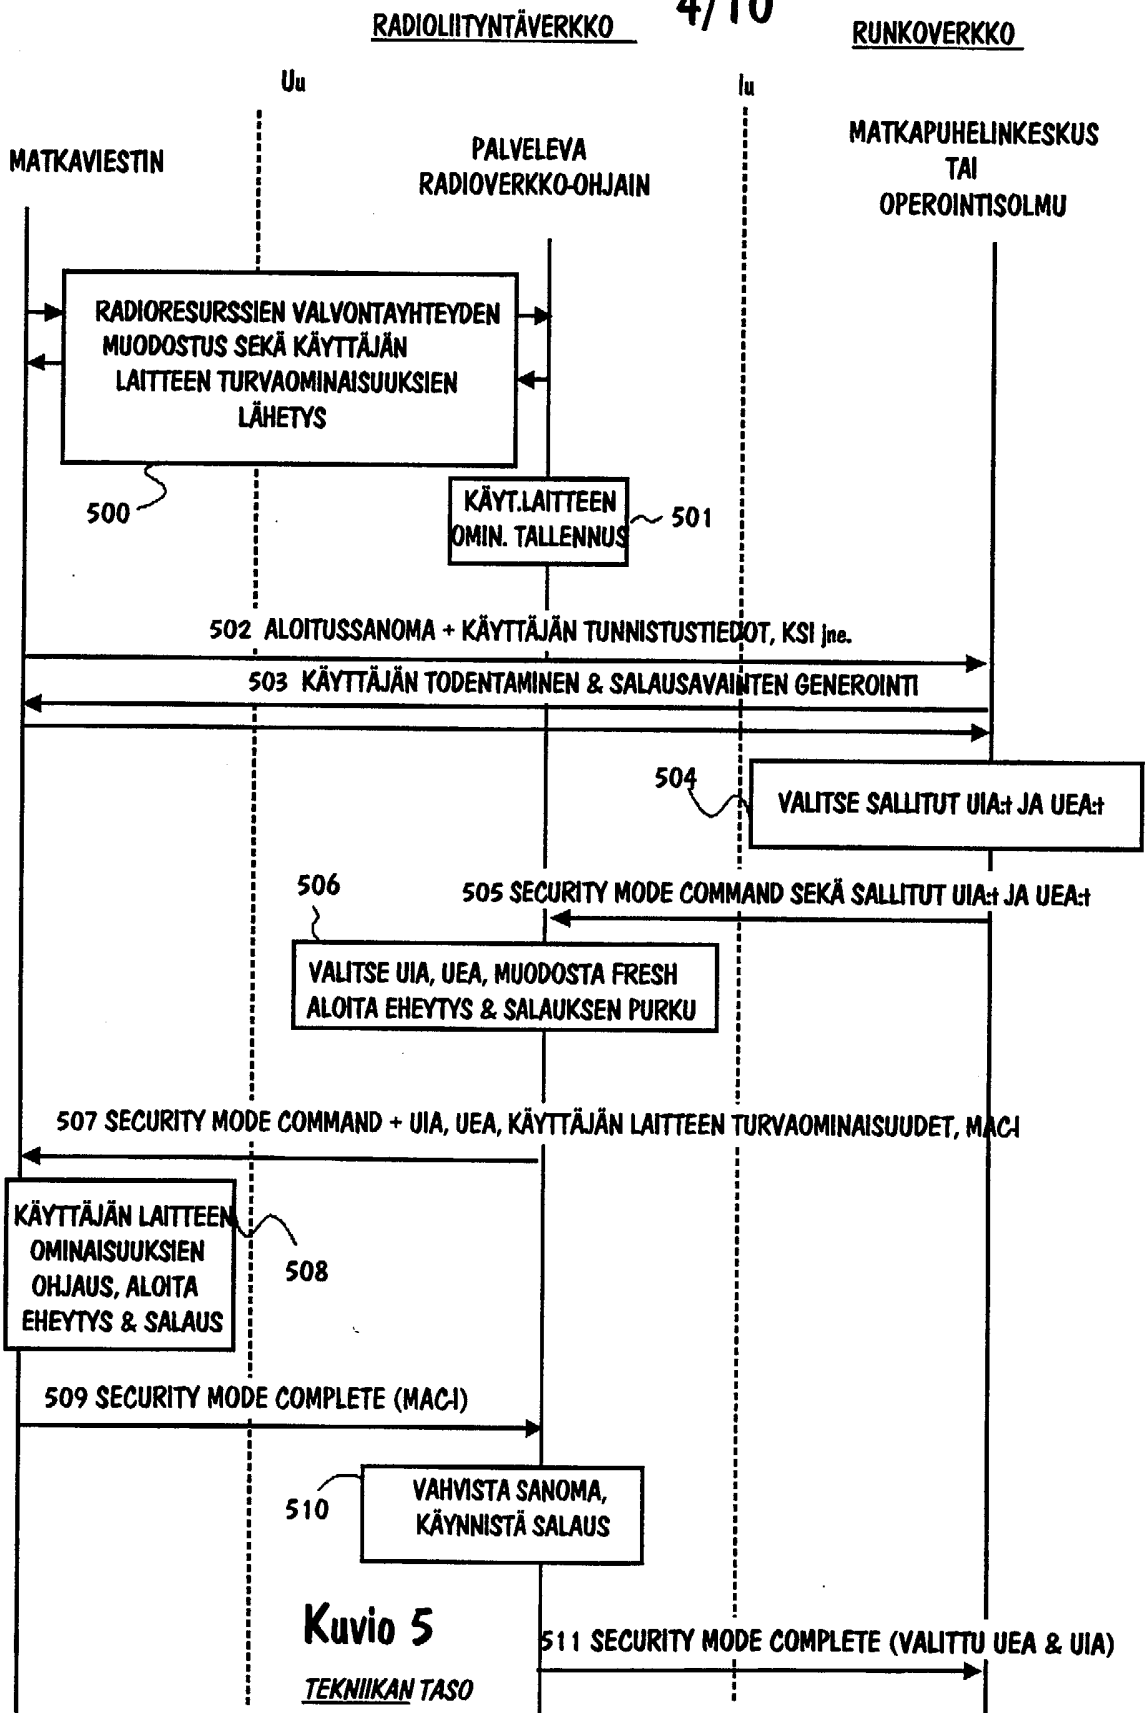 4/10
RADIOLIITYNTÄVERKKO
RUNKOVERKKO
Uu
Iu
MATKAVIESTIN
PALVELEVA
RADIOVERKKO-OHJAIN
MATKAPUHELINKESKUS
TAI
OPEROINTISOLMU
RADIORESURSSIEN VALVONTAYHTEYDEN
MUODOSTUS SEKÄ KÄYTTÄJÄN
LAITTEEN TURVAOMINAISUUKSIEN
LÄHETYS
500
KÄYT.LAITTEEN
OMIN. TALLENNUS
501
502 ALOITUSSANOMA + KÄYTTÄJÄN TUNNISTUSTIEDOT, KSI jne.
503 KÄYTTÄJÄN TODENTAMINEN & SALAUSAVAINTEN GENEROINTI
504
VALITSE SALLITUT UIA:t JA UEA:t
505 SECURITY MODE COMMAND SEKÄ SALLITUT UIA:t JA UEA:t
506
VALITSE UIA, UEA, MUODOSTA FRESH
ALOITA EHEYTYS & SALAUKSEN PURKU
507 SECURITY MODE COMMAND + UIA, UEA, KÄYTTÄJÄN LAITTEEN TURVAOMINAISUUDET, MAC-I
KÄYTTÄJÄN LAITTEEN
OMINAISUUKSIEN
OHJAUS, ALOITA
EHEYTYS & SALAUS
508
509 SECURITY MODE COMPLETE (MAC-I)
510
VAHVISTA SANOMA,
KÄYNNISTÄ SALAUS
Kuvio 5
511 SECURITY MODE COMPLETE (VALITTU UEA & UIA)
TEKNIIKAN TASO